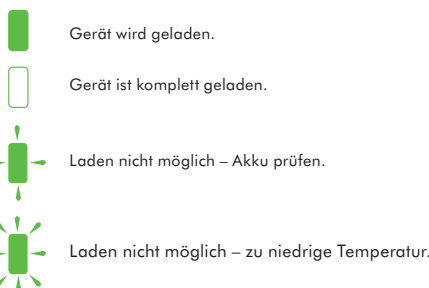 Gerät wird geladen.
Gerät ist komplett geladen.
Laden nicht möglich – Akku prüfen.
Laden nicht möglich – zu niedrige Temperatur.